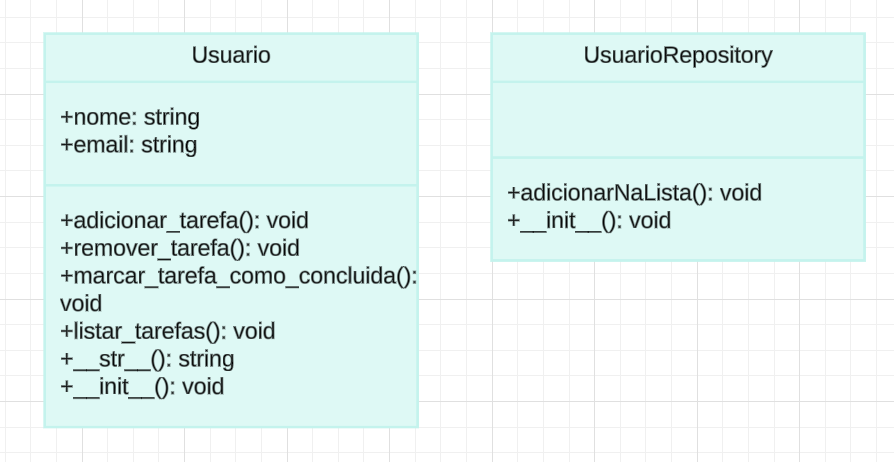 Usuario
+nome: string
+email: string
+adicionar_tarefa(): void
+remover_tarefa(): void
+marcar_tarefa_como_concluida():
void
+listar_tarefas(): void
+__str__(): string
+__init__(): void
UsuarioRepository
+adicionarNaLista(): void
+__init__(): void